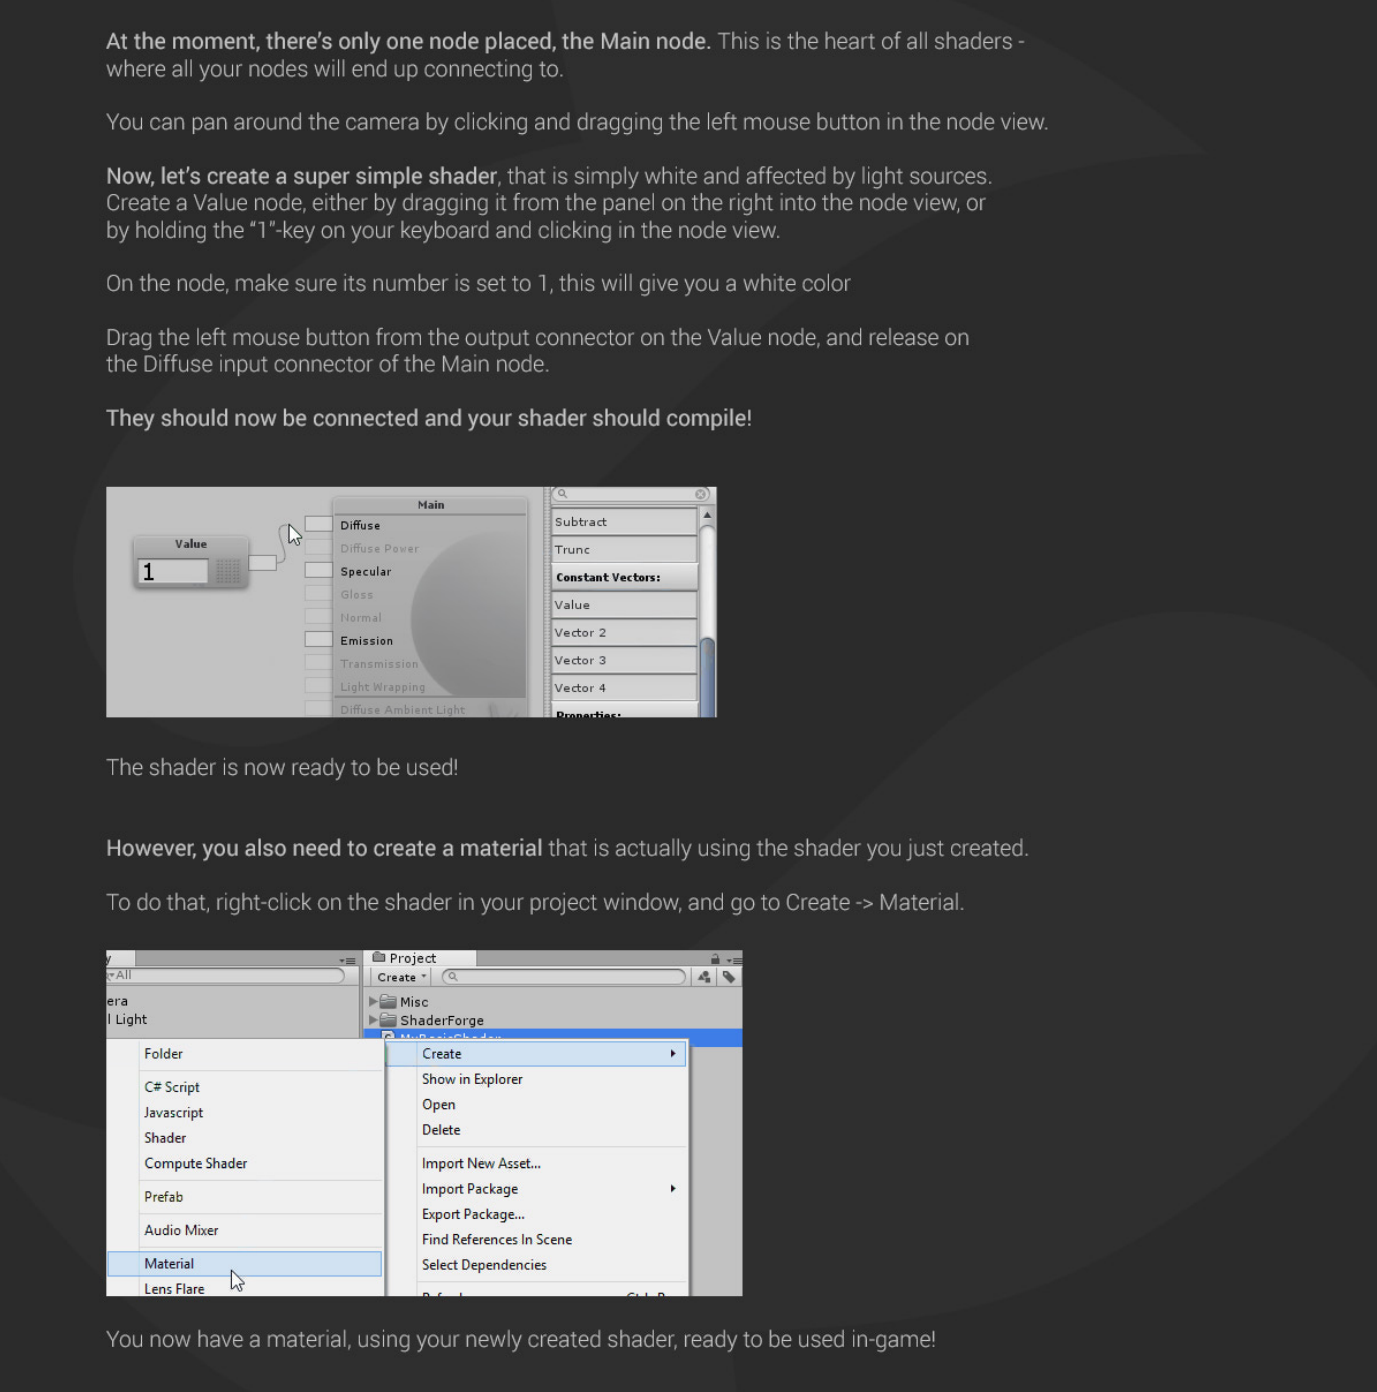 At the moment, there's only one node placed, the Main node. This is the heart of all shaders -
where all your nodes will end up connecting to.
You can pan around the camera by clicking and dragging the left mouse button in the node view.
Now, let's create a super simple shader, that is simply white and affected by light sources.
Create a Value node, either by dragging it from the panel on the right into the node view, or
by holding the “1”-key on your keyboard and clicking in the node view.
On the node, make sure its number is set to 1, this will give you a white color
Drag the left mouse button from the output connector on the Value node, and release on
the Diffuse input connector of the Main node.
They should now be connected and your shader should compile!
Value
1
Main
Diffuse
Diffuse Power
Specular
Gloss
Normal
Emission
Transmission
Light Wrapping
Diffuse Ambient Light
Subtract
Trunc
Constant Vectors:
Value
Vector 2
Vector 3
Vector 4
Properties:
The shader is now ready to be used!
However, you also need to create a material that is actually using the shader you just created.
To do that, right-click on the shader in your project window, and go to Create -> Material.
y
All
era
l Light
Project
Create
Misc
ShaderForge
MyBasicShader
Folder
C# Script
Javascript
Shader
Compute Shader
Prefab
Audio Mixer
Material
Lens Flare
Create
Show in Explorer
Open
Delete
Import New Asset...
Import Package
Export Package...
Find References In Scene
Select Dependencies
You now have a material, using your newly created shader, ready to be used in-game!